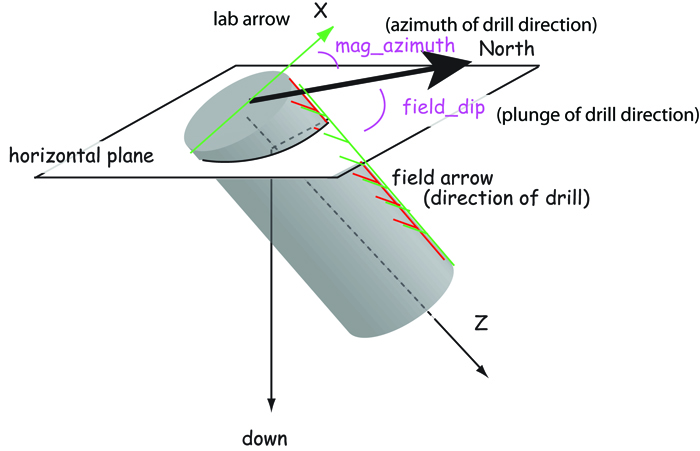 X
(azimuth of drill direction)
lab arrow
mag_azimuth
North
field_dip
(plunge of drill direction)
horizontal plane
field arrow
(direction of drill)
Z
down